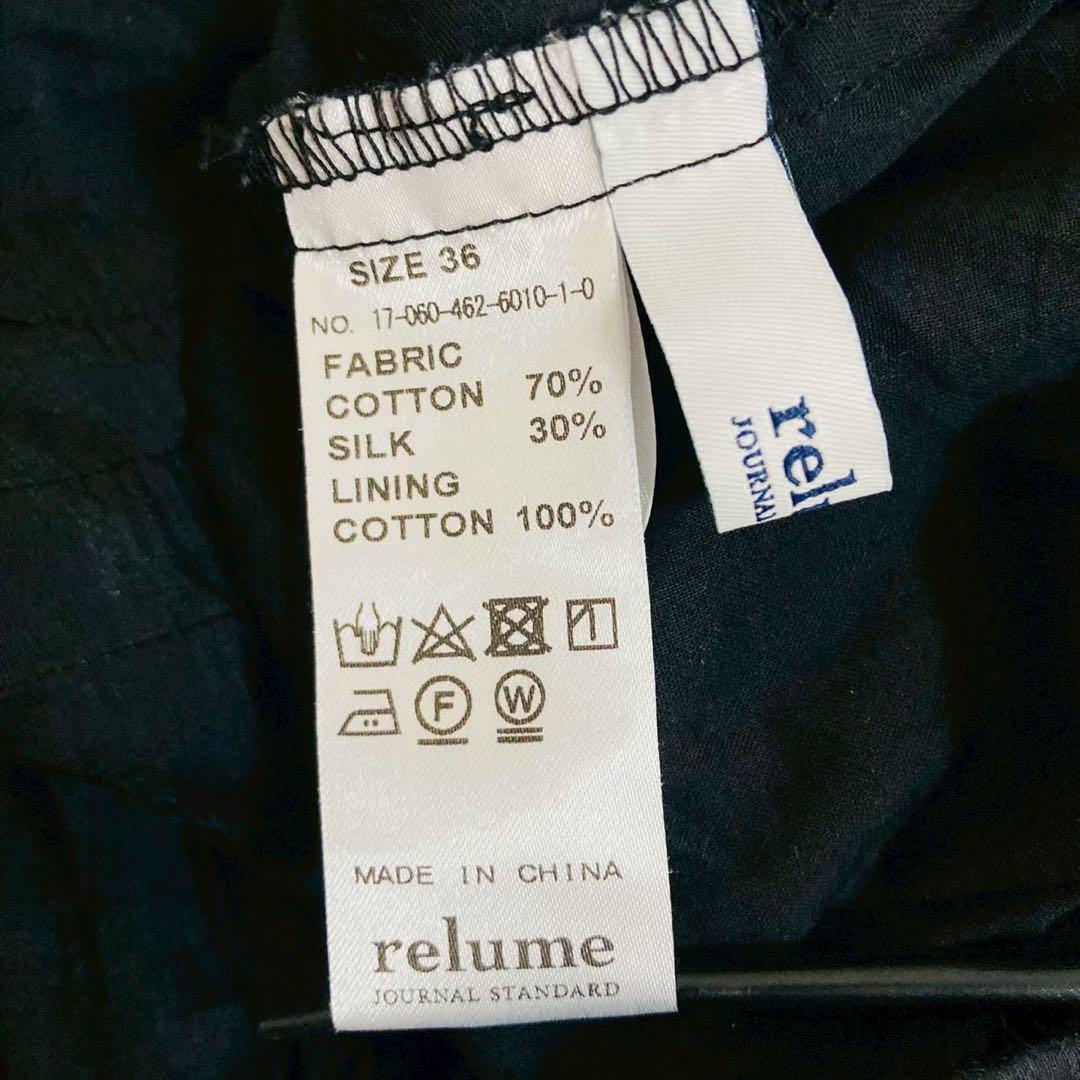 SIZE 36
NO. 17-060-462-6010-1-0
FABRIC
COTTON 70%
SILK 30%
LINING
COTTON 100%
F W
MADE IN CHINA
relume
JOURNAL STANDARD
rel
JOURNA